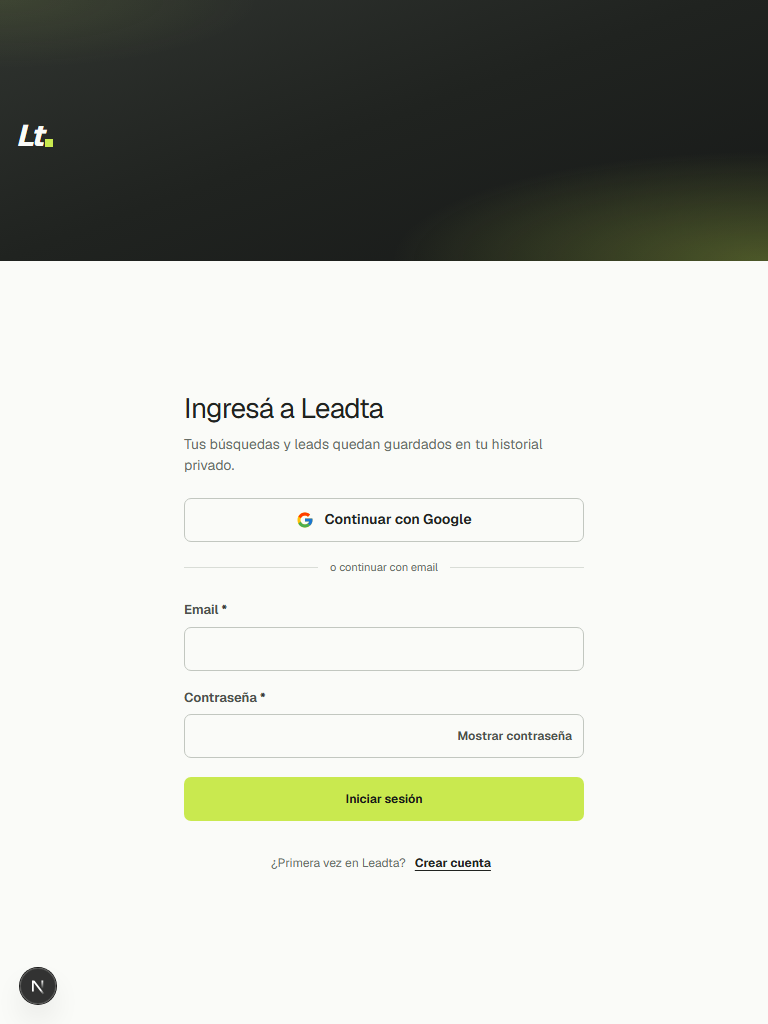 Lt.
Ingresá a Leadta
Tus búsquedas y leads quedan guardados en tu historial
privado.
Continuar con Google
o continuar con email
Email *
Contraseña *
Mostrar contraseña
Iniciar sesión
¿Primera vez en Leadta? Crear cuenta
N